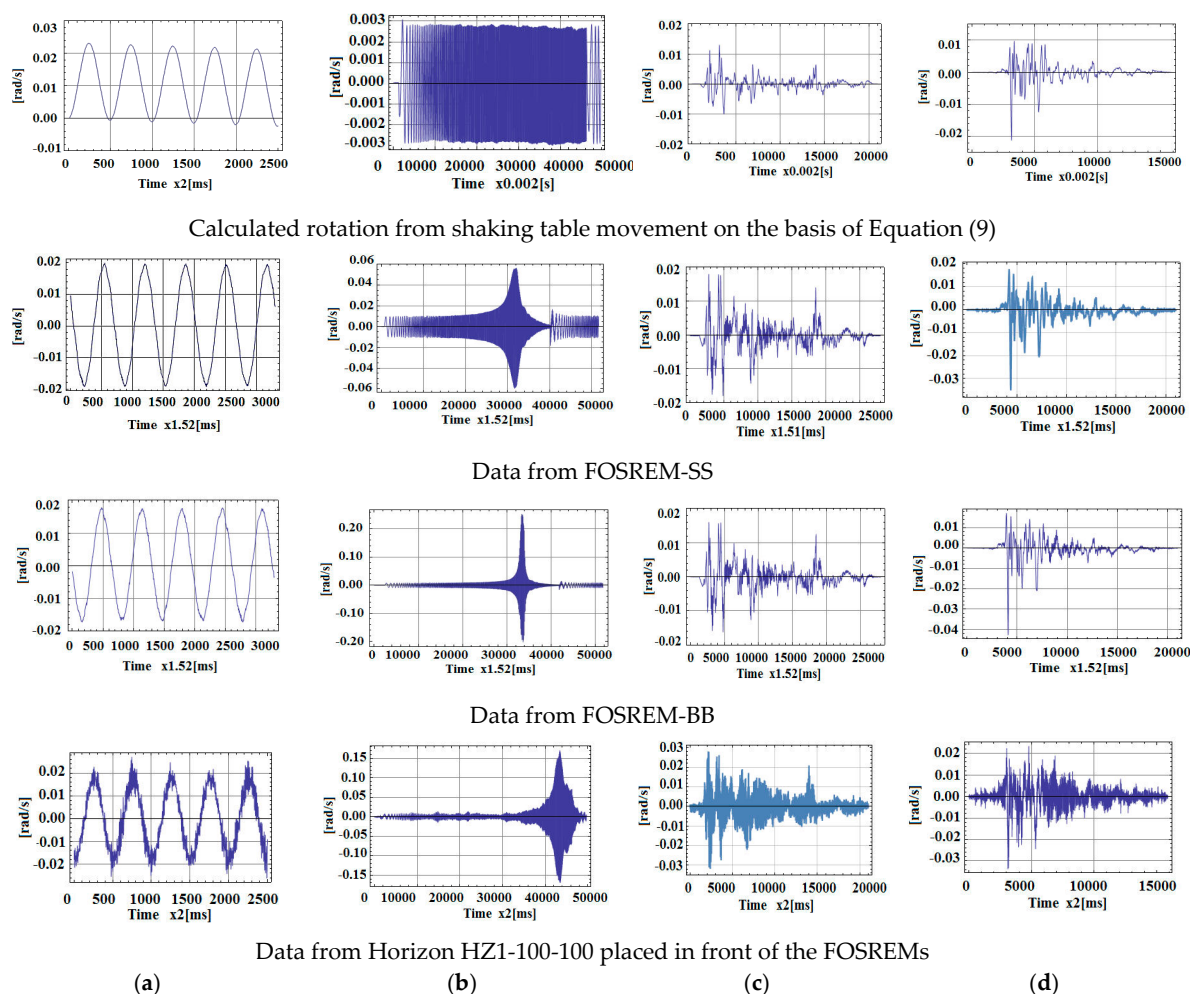 0.03
0.02
0.01
0.00
-0.01
[rad/s]
0 500 1000 1500 2000 2500
Time x2[ms]
0.003
0.002
0.001
0.000
-0.001
-0.002
-0.003
[rad/s]
0 10000 20000 30000 40000 50000
Time x0.002[s]
0.02
0.01
0.00
-0.01
-0.02
[rad/s]
0 5000 10000 15000 20000
Time x0.002[s]
0.01
0.00
-0.01
-0.02
[rad/s]
0 5000 10000 15000
Time x0.002[s]
Calculated rotation from shaking table movement on the basis of Equation (9)
0.02
0.01
0.00
-0.01
-0.02
[rad/s]
0 500 1000 1500 2000 2500 3000
Time x1.52[ms]
0.06
0.04
0.02
0.00
-0.02
-0.04
-0.06
[rad/s]
0 10000 20000 30000 40000 50000
Time x1.52[ms]
0.02
0.01
0.00
-0.01
0.02
[rad/s]
0 5000 10000 15000 20000 25000
Time x1.51[ms]
0.02
0.01
0.00
-0.01
-0.02
-0.03
[rad/s]
0 5000 10000 15000 20000
Time x1.52[ms]
Data from FOSREM-SS
0.02
0.01
0.00
-0.01
-0.02
[rad/s]
0 500 1000 1500 2000 2500 3000
Time x1.52[ms]
0.20
0.10
0.00
-0.10
-0.20
[rad/s]
0 10000 20000 30000 40000 50000
Time x1.52[ms]
0.02
0.01
0.00
-0.01
0.02
[rad/s]
0 5000 10000 15000 20000 25000
Time x1.52[ms]
0.01
0.00
-0.01
-0.02
-0.03
-0.04
[rad/s]
0 5000 10000 15000 20000
Time x1.52[ms]
Data from FOSREM-BB
0.02
0.01
0.00
-0.01
-0.02
[rad/s]
0 500 1000 1500 2000 2500
Time x2[ms]
0.15
0.10
0.05
0.00
-0.05
0.10
-0.15
[rad/s]
0 10000 20000 30000 40000 50000
Time x2[ms]
0.03
0.02
0.01
0.00
-0.01
-0.02
-0.03
[rad/s]
0 5000 10000 15000 20000
Time x2[ms]
0.02
0.01
0.00
-0.01
-0.02
-0.03
[rad/s]
0 5000 10000 15000
Time x2[ms]
Data from Horizon HZ1-100-100 placed in front of the FOSREMs
(a) (b) (c) (d)